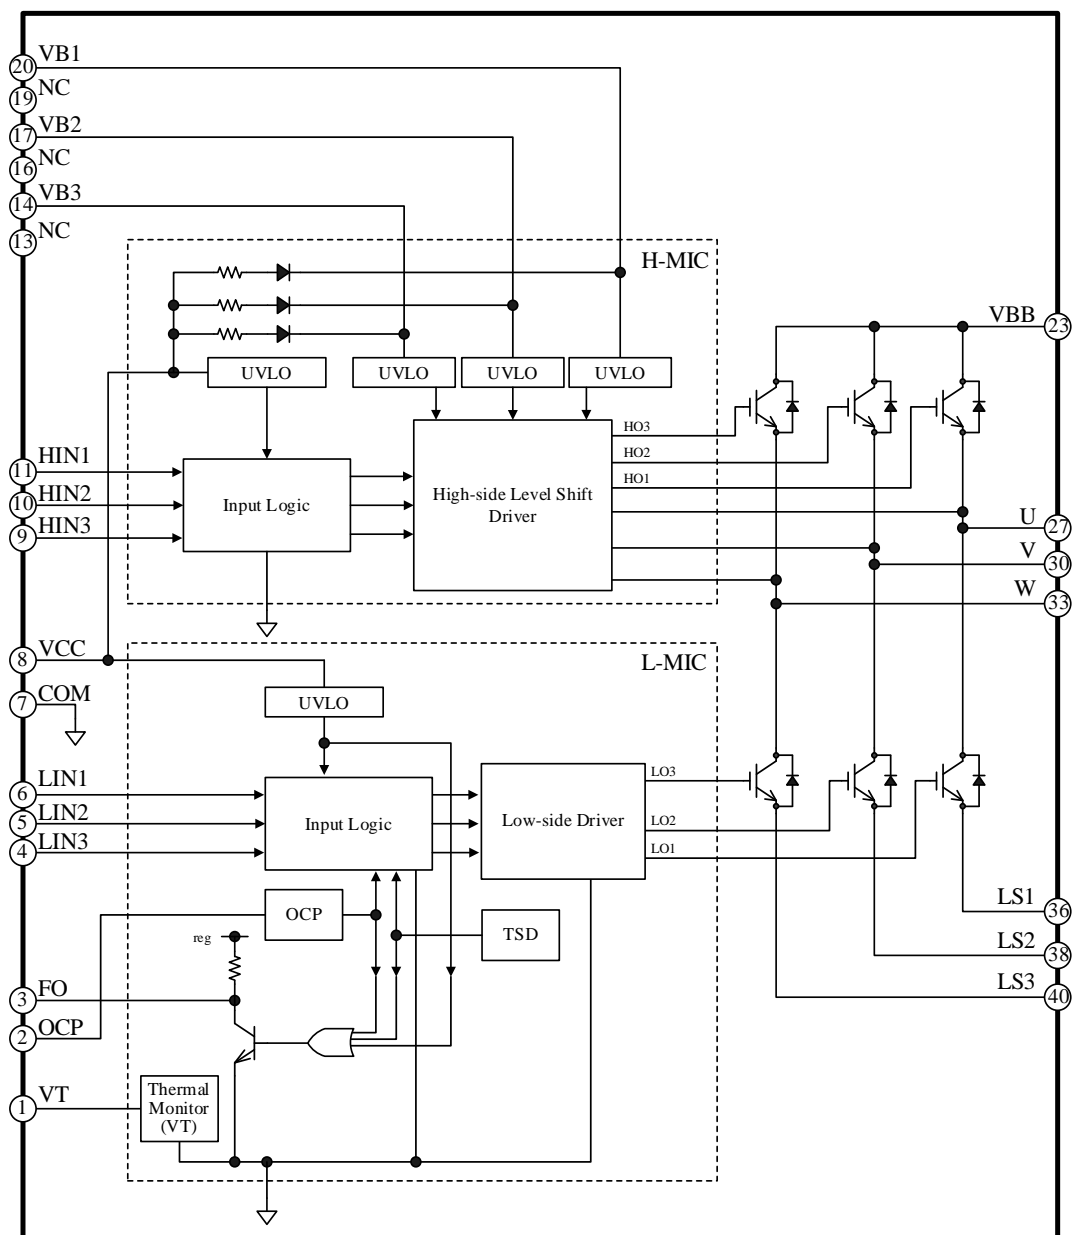 20 VB1
19 NC
17 VB2
16 NC
14 VB3
13 NC
H-MIC
VBB 23
UVLO
UVLO
UVLO
UVLO
HO3
HO2
HO1
11 HIN1
10 HIN2
9 HIN3
Input Logic
High-side Level Shift
Driver
U 27
V 30
W 33
8 VCC
7 COM
L-MIC
UVLO
6 LIN1
5 LIN2
4 LIN3
Input Logic
Low-side Driver
LO3
LO2
LO1
OCP
TSD
reg
LS1 36
LS2 38
LS3 40
3 FO
2 OCP
1 VT
Thermal
Monitor
(VT)